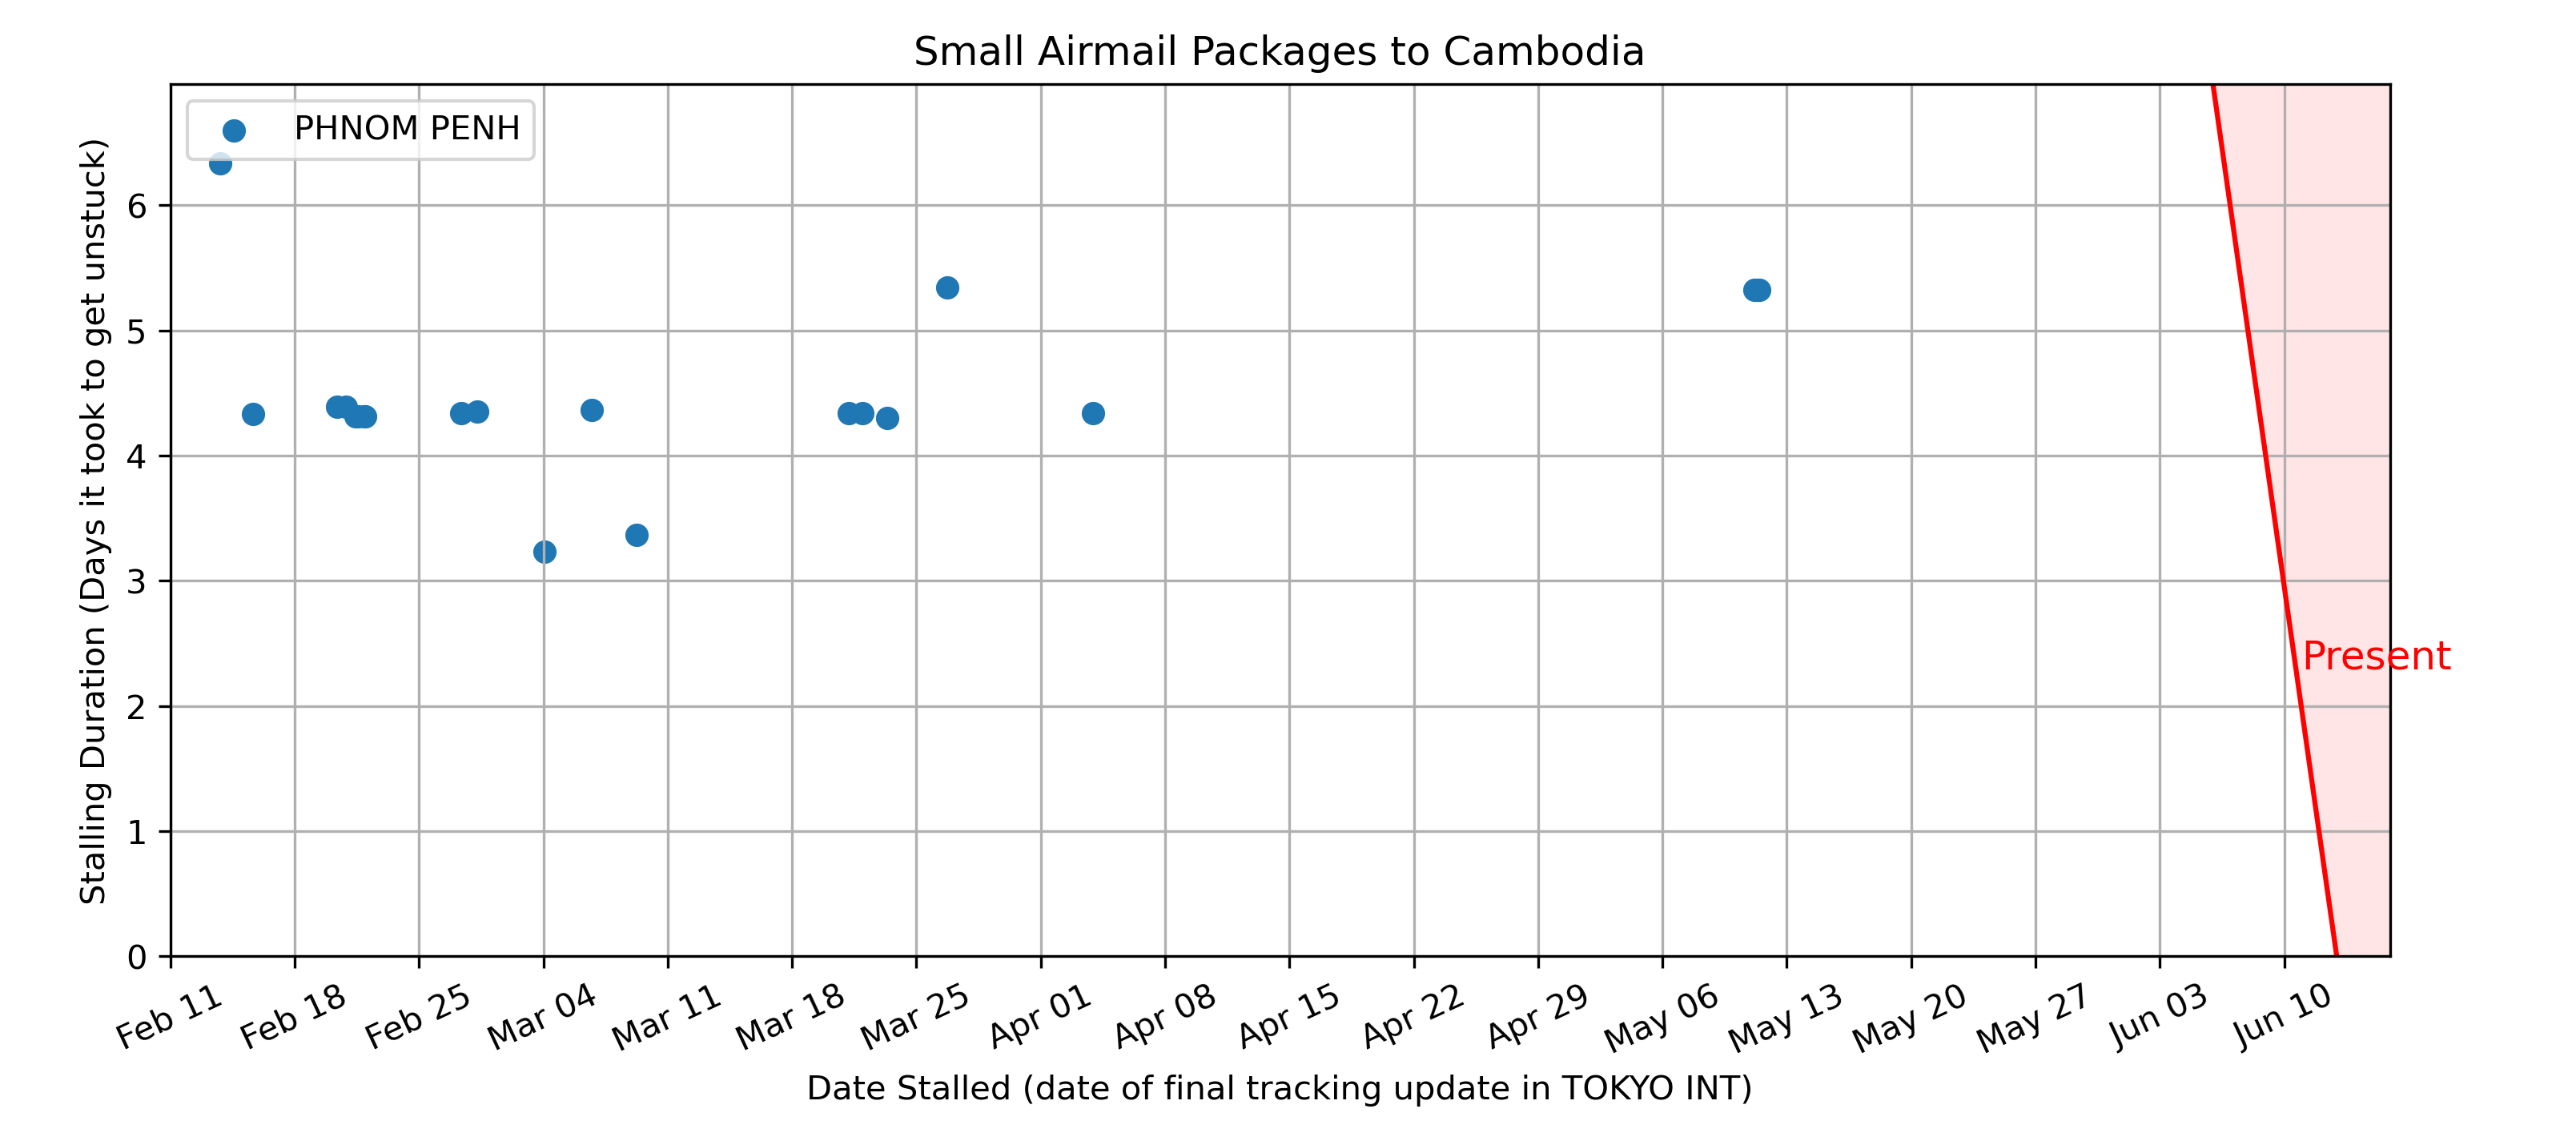 Small Airmail Packages to Cambodia
PHNOM PENH
Stalling Duration (Days it took to get unstuck)
6
5
4
3
2
1
0
Present
Feb 11
Feb 18
Feb 25
Mar 04
Mar 11
Mar 18
Mar 25
Apr 01
Apr 08
Apr 15
Apr 22
Apr 29
May 06
May 13
May 20
May 27
Jun 03
Jun 10
Date Stalled (date of final tracking update in TOKYO INT)